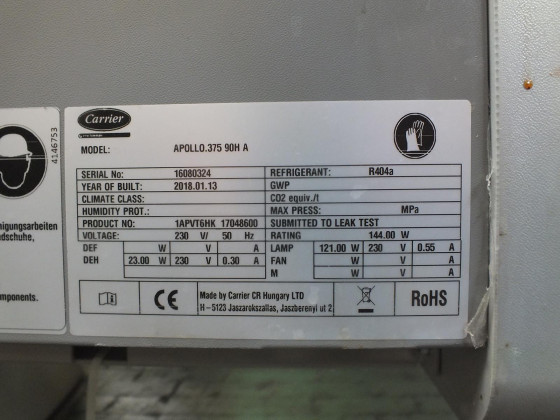 Carrier
MODEL: APOLLO.375 90H A
SERIAL No: 16080324 REFRIGERANT: R404a
YEAR OF BUILT: 2018.01.13 GWP
CLIMATE CLASS: CO2 equiv./t
HUMIDITY PROT.: MAX PRESS: MPa
PRODUCT NO: 1APVT6HK 17048600 SUBMITTED TO LEAK TEST
VOLTAGE: 230 V/ 50 Hz RATING 144.00 W
DEF W V A LAMP 121.00 W 230 V 0.55 A
DEH 23.00 W 230 V 0.30 A FAN W V A
M W V A
CE Made by Carrier CR Hungary LTD
H-5123 Jaszarokszallas, Jaszberenyi ut 2
RoHS
4146753
nigungsarbeiten
dschuhe,
omponents.